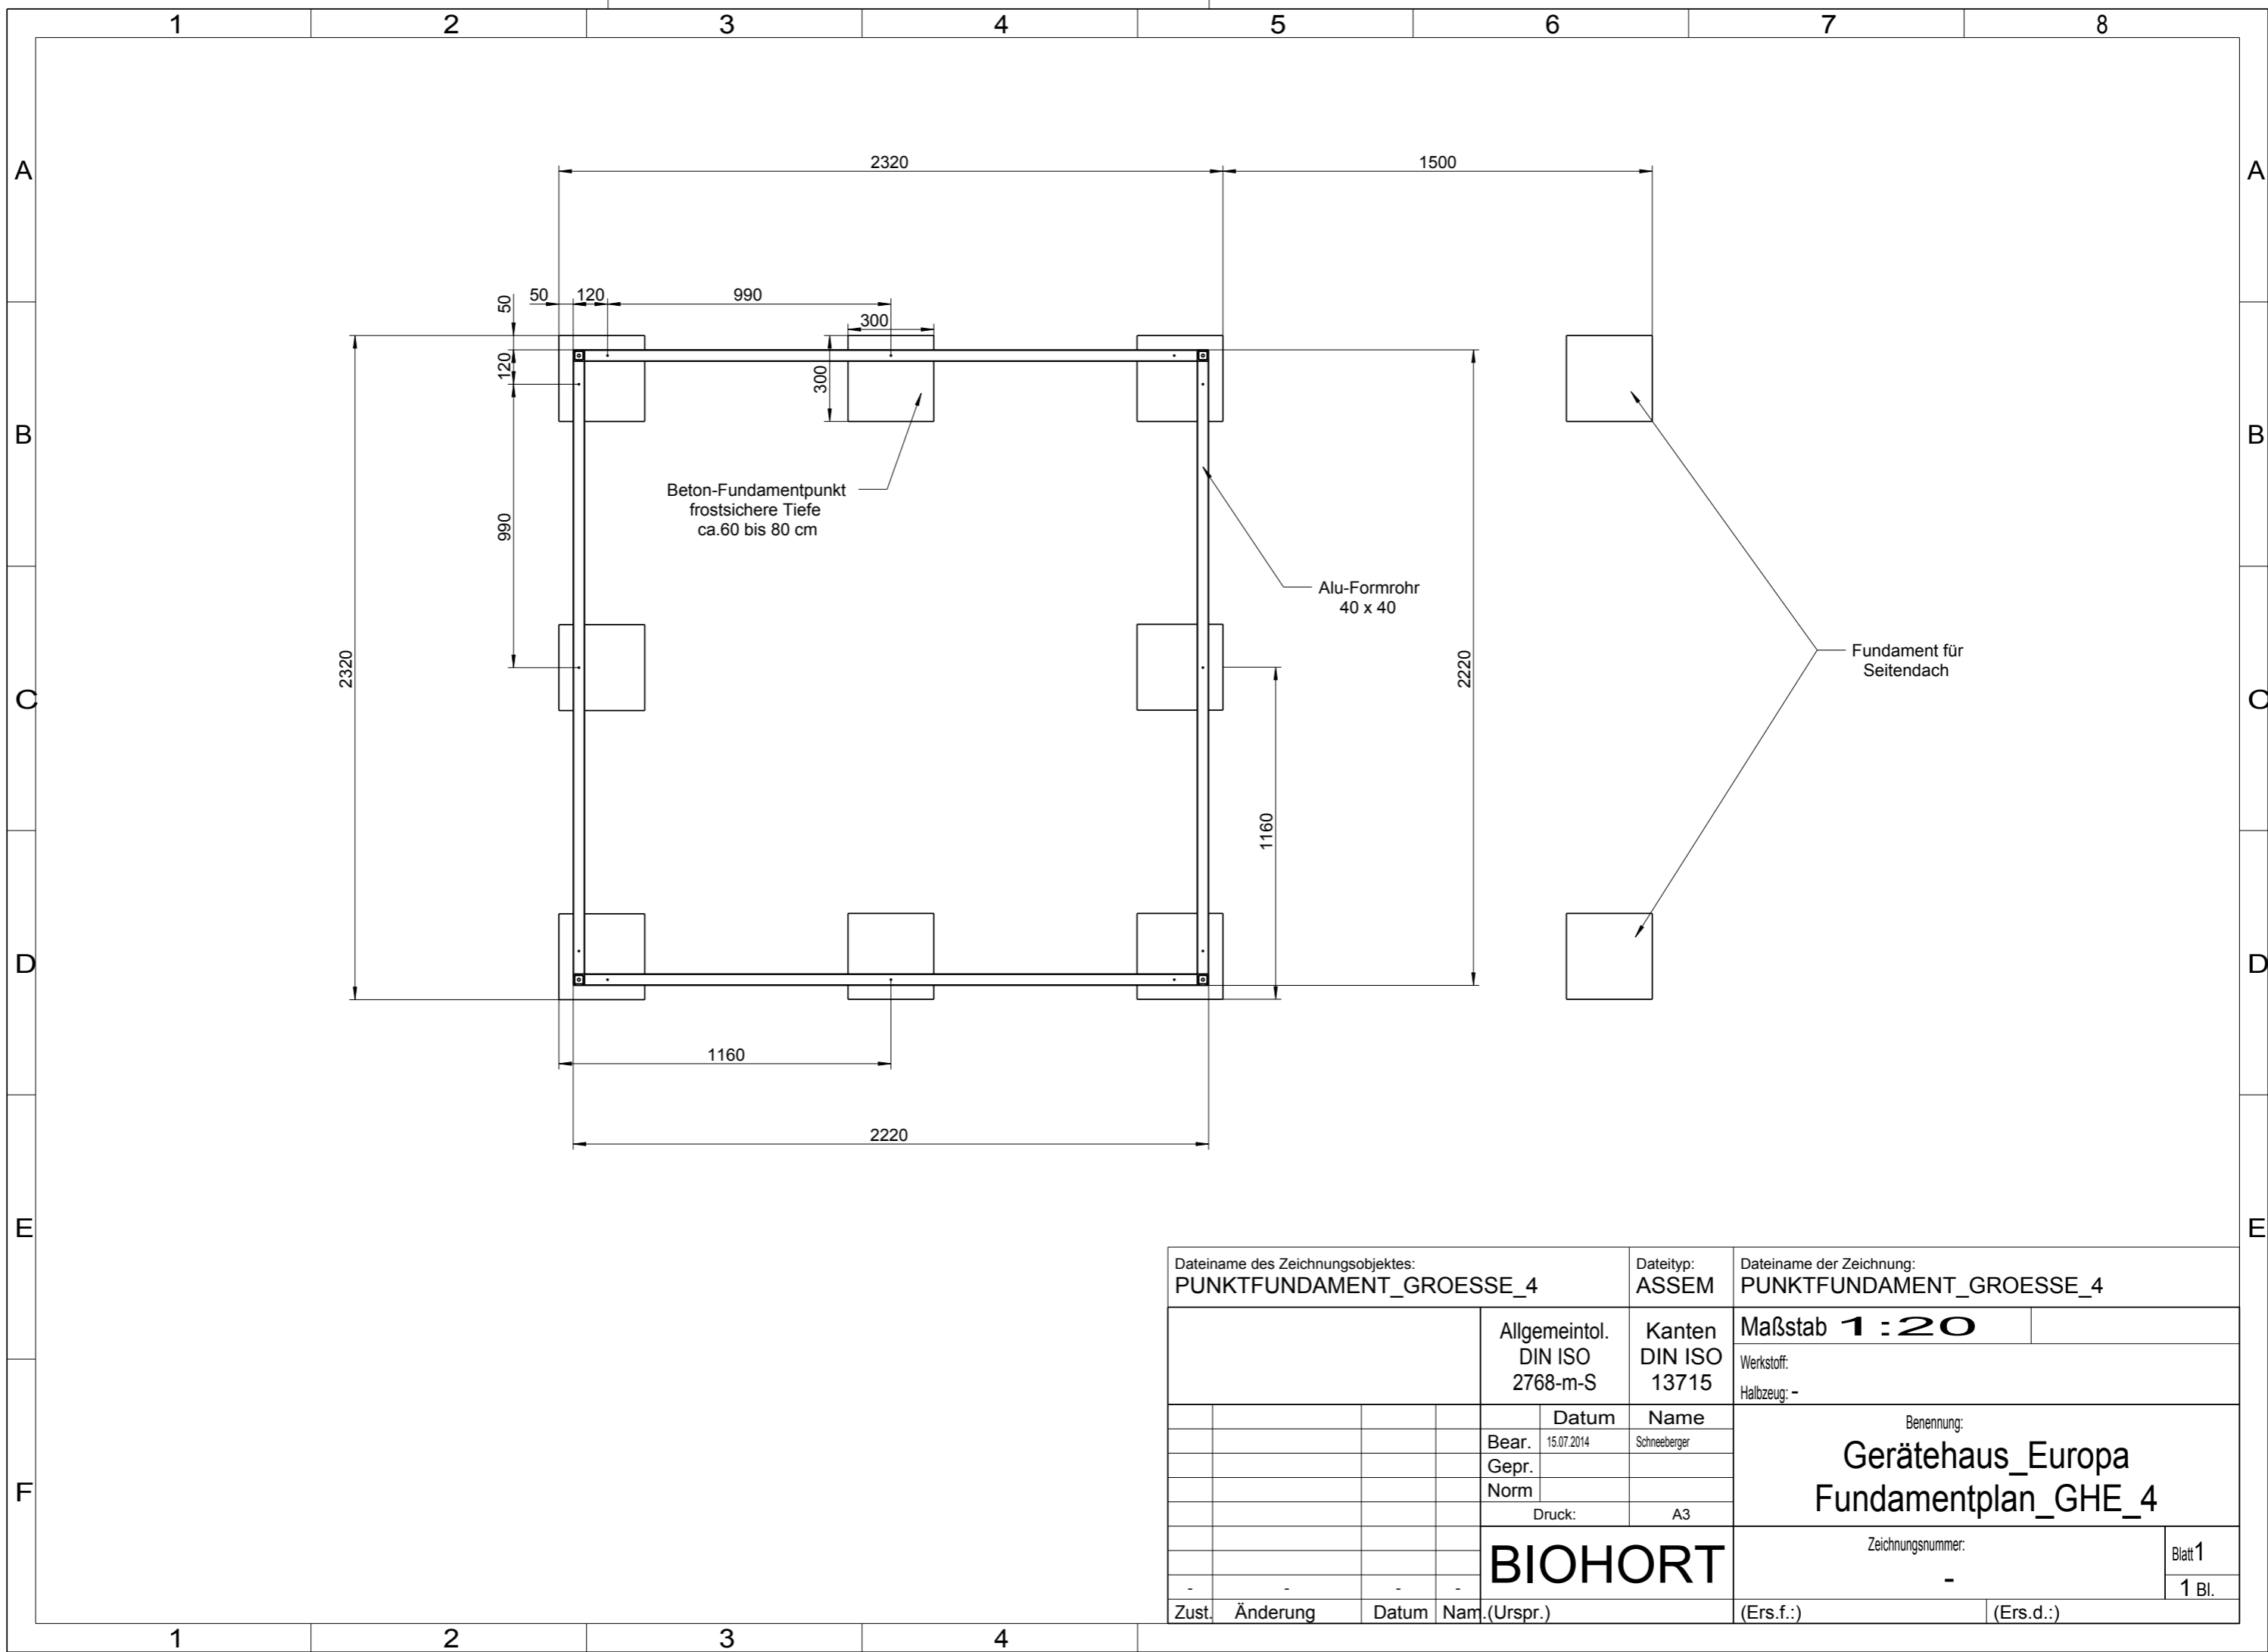 1 2 3 4 5 6 7 8
A A
2320 1500
50 50 120 990
300
120
300
B B
Beton-Fundamentpunkt
frostsichere Tiefe
ca.60 bis 80 cm
990
Alu-Formrohr
40 x 40
2320
2220
Fundament für
Seitendach
C C
1160
D D
1160
2220
E E
Dateiname des Zeichnungsobjektes: Dateityp: Dateiname der Zeichnung:
PUNKTFUNDAMENT_GROESSE_4 ASSEM PUNKTFUNDAMENT_GROESSE_4
Allgemeintol.
DIN ISO
2768-m-S
Kanten
DIN ISO
13715
Maßstab 1:20
Werkstoff:
Halbzeug: -
Datum Name
Bear. 15.07.2014 Schneeberger
Gepr.
Norm
Druck: A3
Benennung:
Gerätehaus_Europa
Fundamentplan_GHE_4
F
BIOHORT
Zeichnungsnummer:
-
Blatt 1
1 Bl.
- - - -
Zust. Änderung Datum Nam. (Urspr.) (Ers.f.:) (Ers.d.:)
1 2 3 4